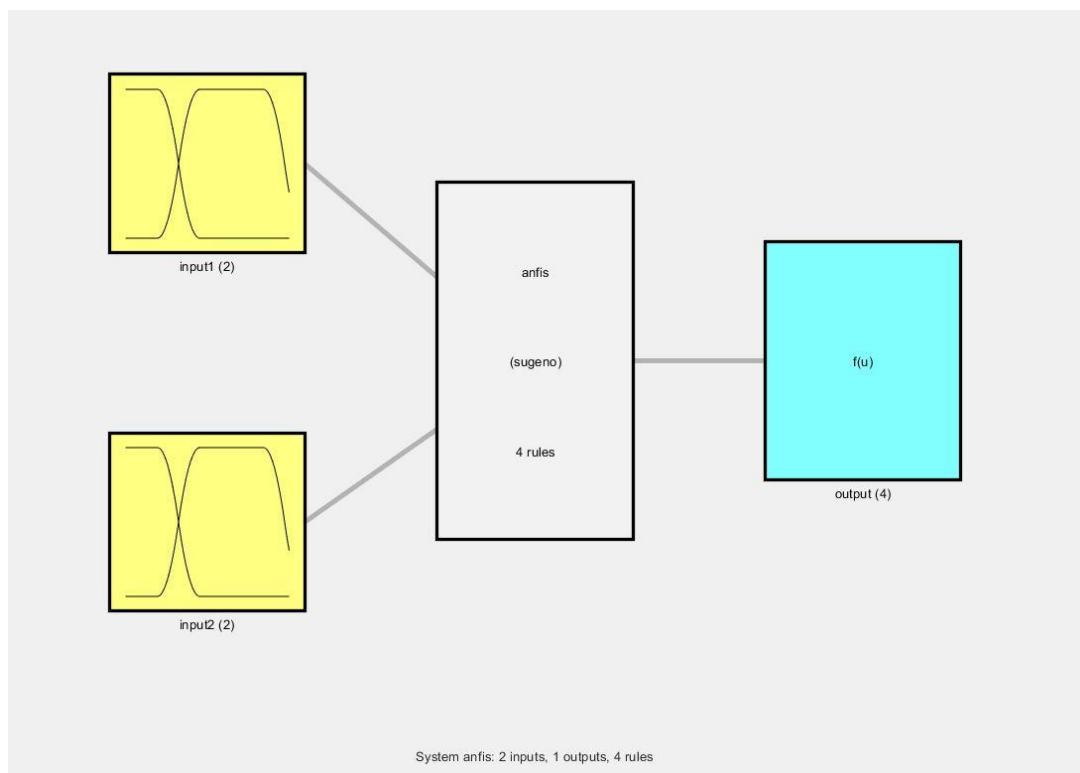 input1 (2)
anfis
(sugeno)
4 rules
f(u)
output (4)
input2 (2)
System anfis: 2 inputs, 1 outputs, 4 rules